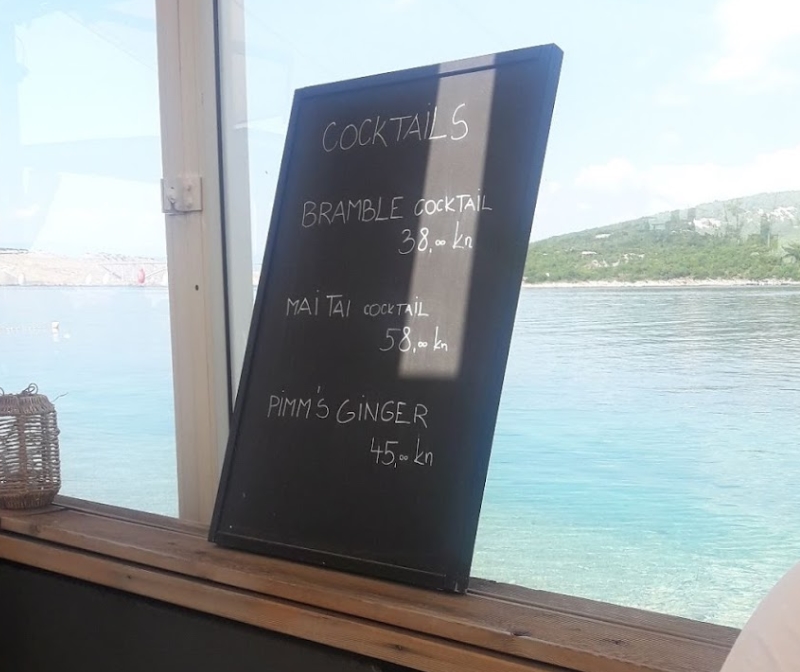 COCKTAiLS
BRAMBLE COCKTAiL
38,00 kn
MAi TAI COCKTAIL
58,00 kn
PIMM'S GiNGER
45,00 kn